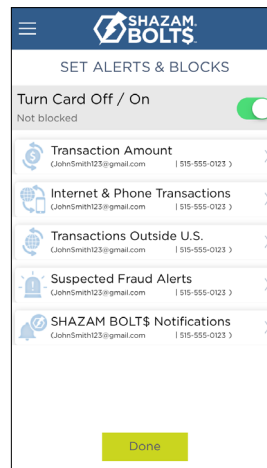 SHAZAM.
BOLT$.
SET ALERTS & BLOCKS
Turn Card Off / On
Not blocked
Transaction Amount
(JohnSmith123@gmail.com | 515-555-0123 )
Internet & Phone Transactions
(JohnSmith123@gmail.com | 515-555-0123 )
Transactions Outside U.S.
(JohnSmith123@gmail.com | 515-555-0123 )
Suspected Fraud Alerts
(JohnSmith123@gmail.com | 515-555-0123 )
SHAZAM BOLT$ Notifications
(JohnSmith123@gmail.com | 515-555-0123 )
Done